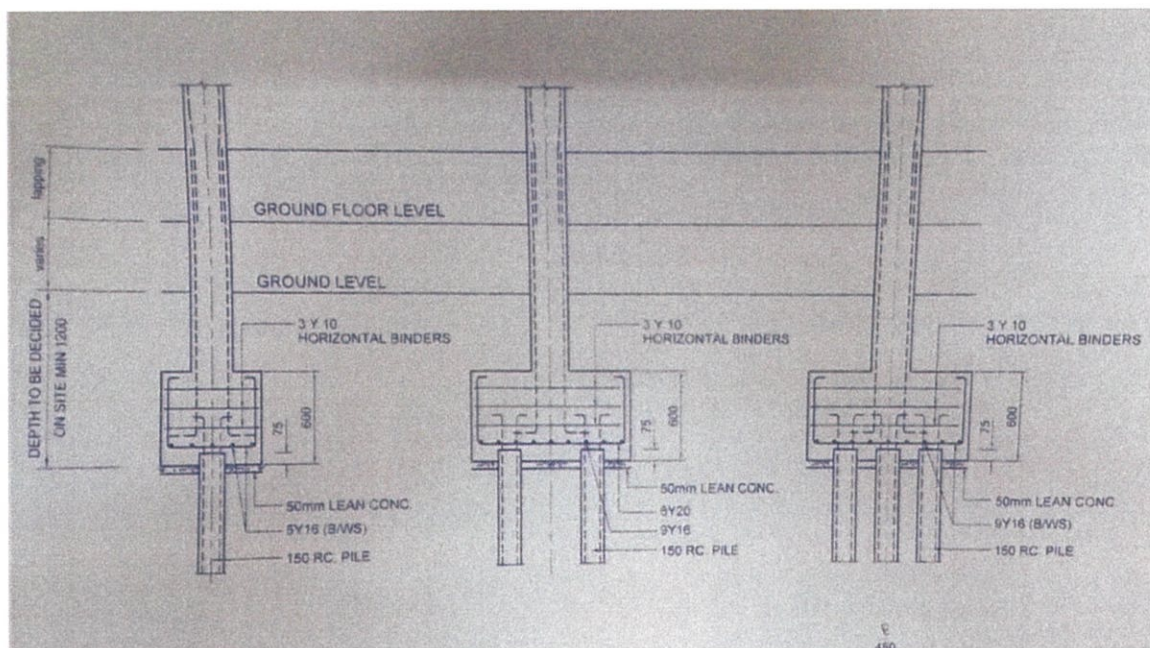 lapping
GROUND FLOOR LEVEL
varies
GROUND LEVEL
DEPTH TO BE DECIDED
ON SITE MIN 1200
3 Y 10
HORIZONTAL BINDERS
75
600
50mm LEAN CONC.
5Y16 (B/WS)
150 RC. PILE
3 Y 10
HORIZONTAL BINDERS
75
600
50mm LEAN CONC.
6Y20
9Y16
150 RC. PILE
3 Y 10
HORIZONTAL BINDERS
75
600
50mm LEAN CONC.
9Y16 (B/WS)
150 RC. PILE